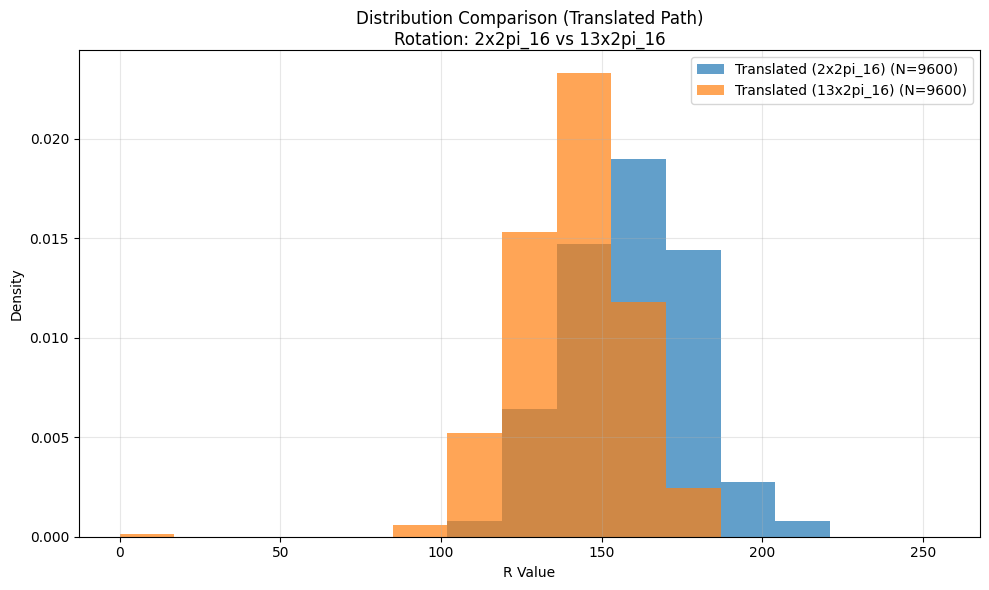 Distribution Comparison (Translated Path)
Rotation: 2x2pi_16 vs 13x2pi_16
Translated (2x2pi_16) (N=9600)
Translated (13x2pi_16) (N=9600)
Density
0.020
0.015
0.010
0.005
0.000
0 50 100 150 200 250
R Value